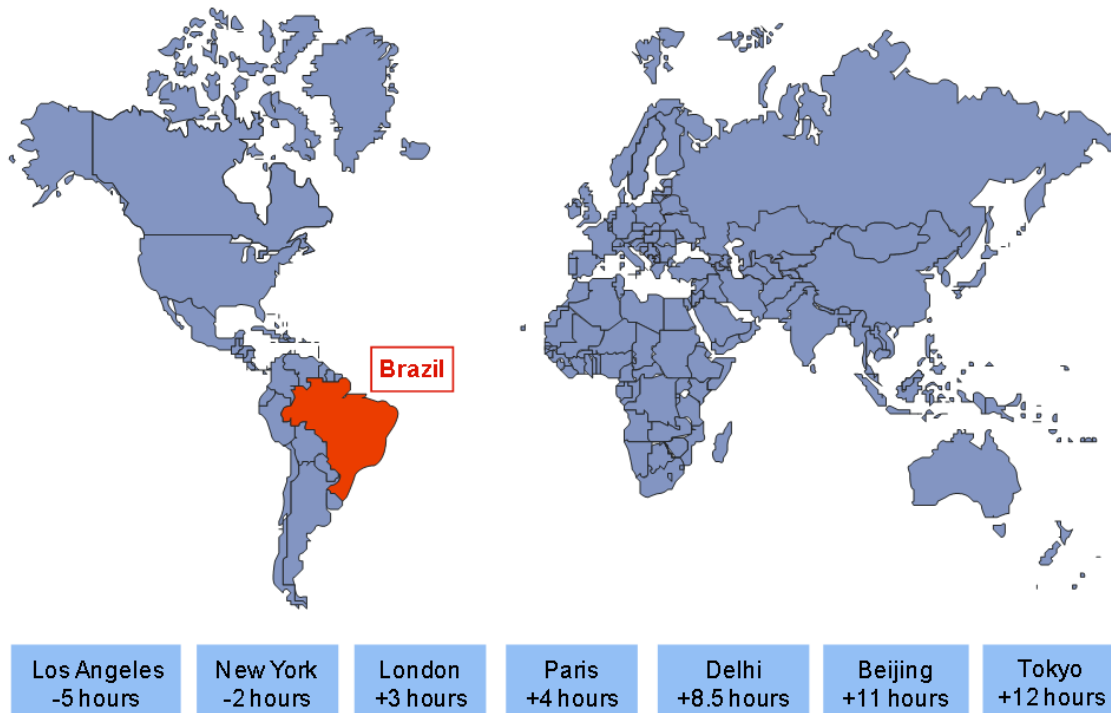 Brazil
Los Angeles
-5 hours
New York
-2 hours
London
+3 hours
Paris
+4 hours
Delhi
+8.5 hours
Beijing
+11 hours
Tokyo
+12 hours